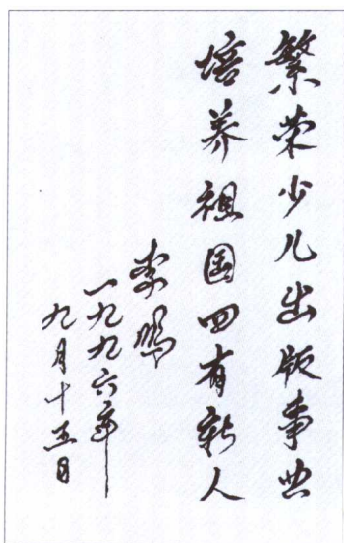 繁荣少儿出版事业
培养祖国四有新人
李鹏
一九九六年
九月十五日